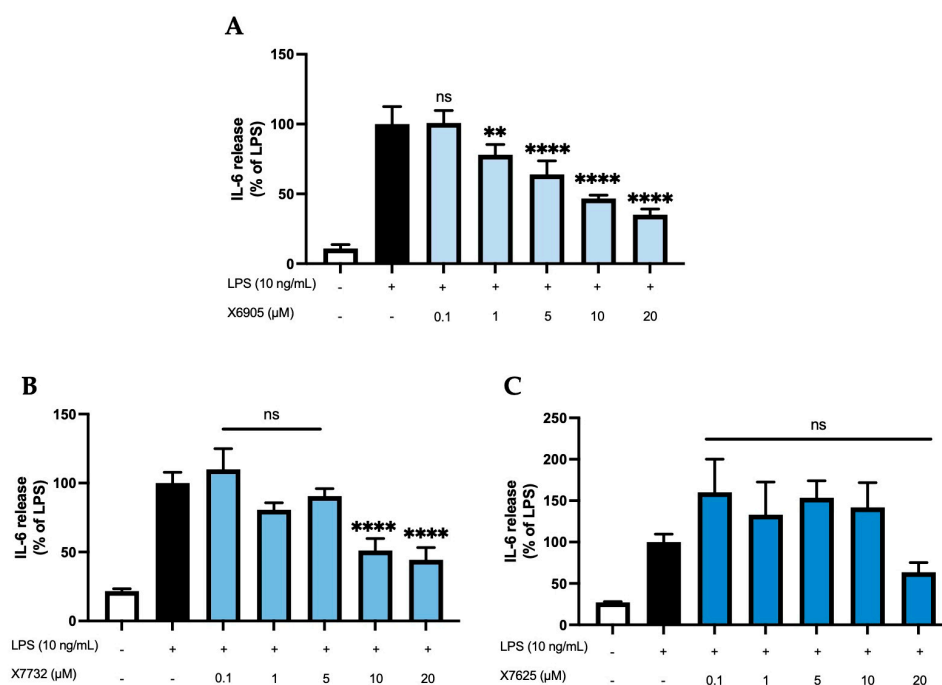 A
IL-6 release
(% of LPS)
150
100
50
0
ns
**
****
****
****
LPS (10 ng/mL) - + + + + + +
X6905 (µM) - - 0.1 1 5 10 20
B
IL-6 release
(% of LPS)
150
100
50
0
ns
****
****
LPS (10 ng/mL) - + + + + + +
X7732 (µM) - - 0.1 1 5 10 20
C
IL-6 release
(% of LPS)
250
200
150
100
50
0
ns
LPS (10 ng/mL) - + + + + + +
X7625 (µM) - - 0.1 1 5 10 20